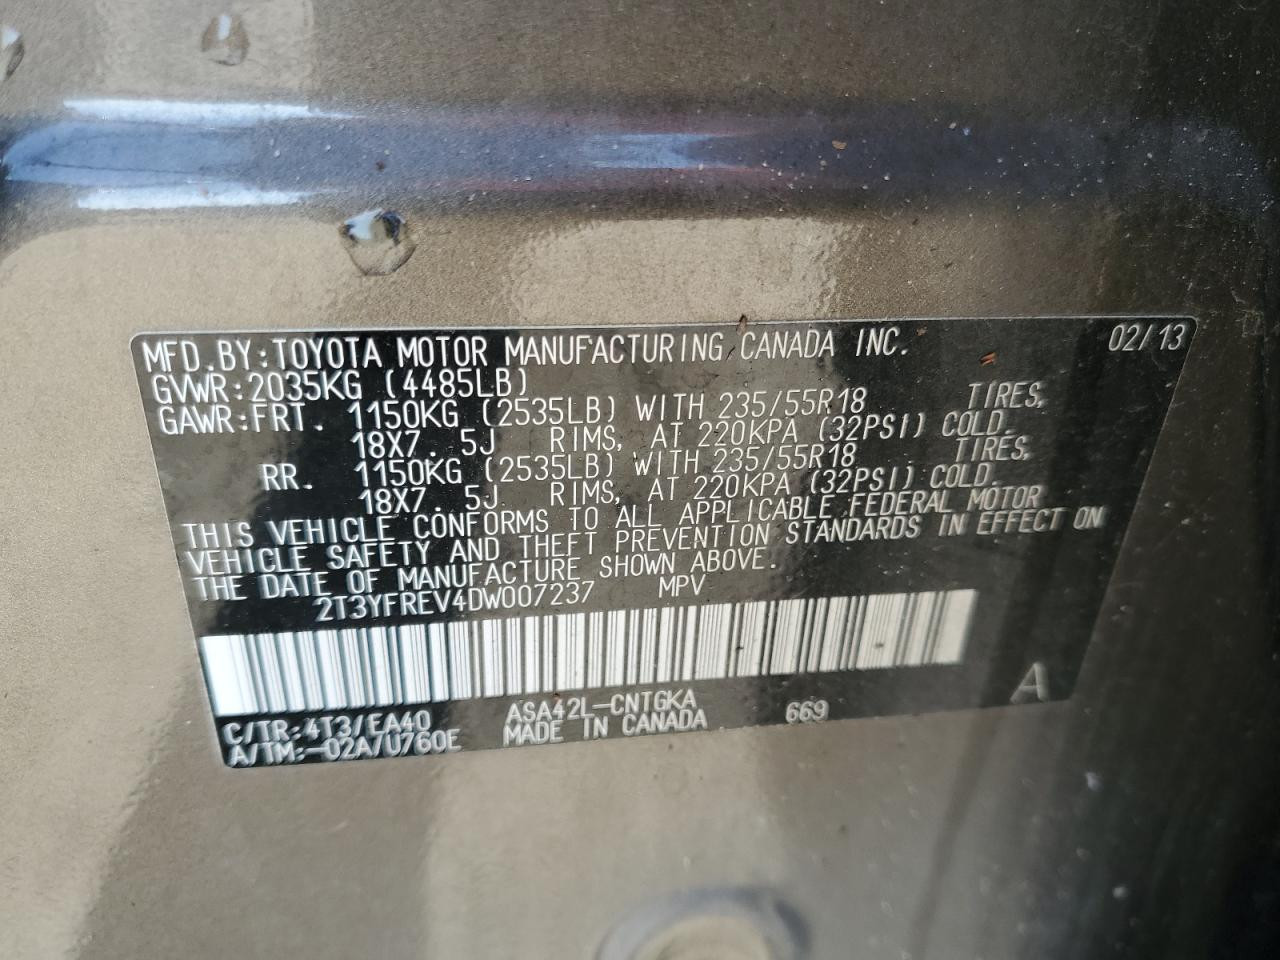 MFD.BY:TOYOTA MOTOR MANUFACTURING CANADA INC. 02/13
GVWR:2035KG (4485LB)
GAWR:FRT. 1150KG (2535LB) WITH 235/55R18 TIRES,
18X7. 5J RIMS, AT 220KPA (32PSI) COLD.
RR. 1150KG (2535LB) WITH 235/55R18 TIRES,
18X7. 5J RIMS, AT 220KPA (32PSI) COLD.
THIS VEHICLE CONFORMS TO ALL APPLICABLE FEDERAL MOTOR
VEHICLE SAFETY AND THEFT PREVENTION STANDARDS IN EFFECT ON
THE DATE OF MANUFACTURE SHOWN ABOVE.
2T3YFREV4DW007237 MPV
A
C/TR:4T3/EA40 ASA42L-CNTGKA 669
A/TM:-02A/U760E MADE IN CANADA